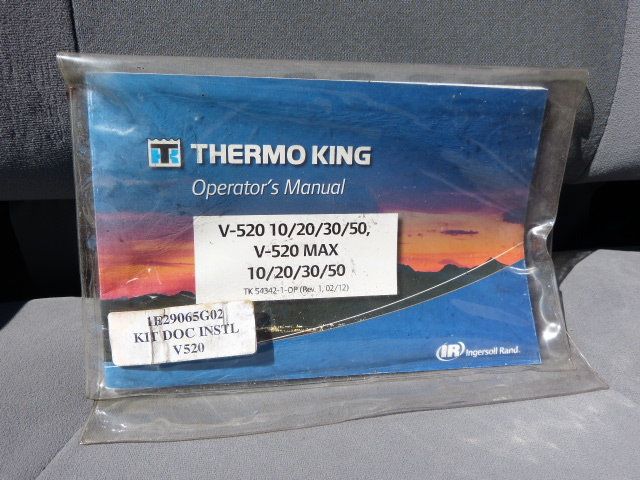 THERMO KING
Operator's Manual
V-520 10/20/30/50,
V-520 MAX
10/20/30/50
TK 54342-1-OP (Rev. 1, 02/12)
1E29065G02
KIT DOC INSTL
V520
IR Ingersoll Rand